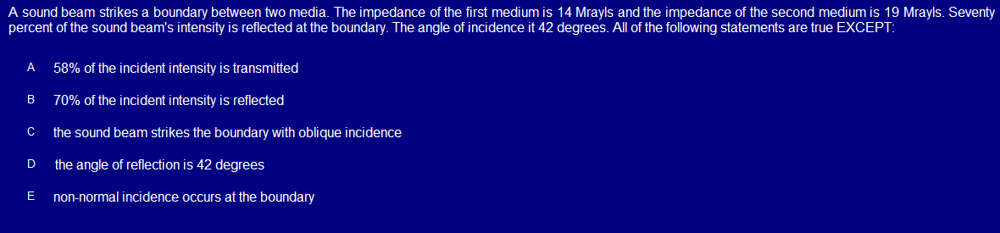 A sound beam strikes a boundary between two media. The impedance of the first medium is 14 Mrayls and the impedance of the second medium is 19 Mrayls. Seventy
percent of the sound beam's intensity is reflected at the boundary. The angle of incidence it 42 degrees. All of the following statements are true EXCEPT:
A 58% of the incident intensity is transmitted
B 70% of the incident intensity is reflected
C the sound beam strikes the boundary with oblique incidence
D the angle of reflection is 42 degrees
E non-normal incidence occurs at the boundary